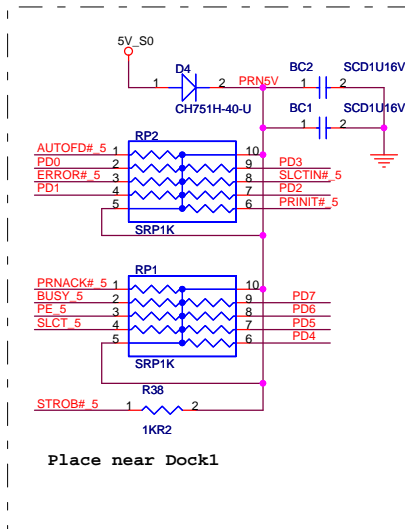 5V_S0
D4
1
2
PRN5V
CH751H-40-U
BC2
SCD1U16V
1
2
BC1
SCD1U16V
1
2
RP2
AUTOFD#_5
1
10
PD0
2
9
PD3
ERROR#_5
3
8
SLCTIN#_5
PD1
4
7
PD2
5
6
PRINIT#_5
SRP1K
RP1
PRNACK#_5
1
10
BUSY_5
2
9
PD7
PE_5
3
8
PD6
SLCT_5
4
7
PD5
5
6
PD4
SRP1K
R38
STROB#_5
1
2
1KR2
Place near Dock1